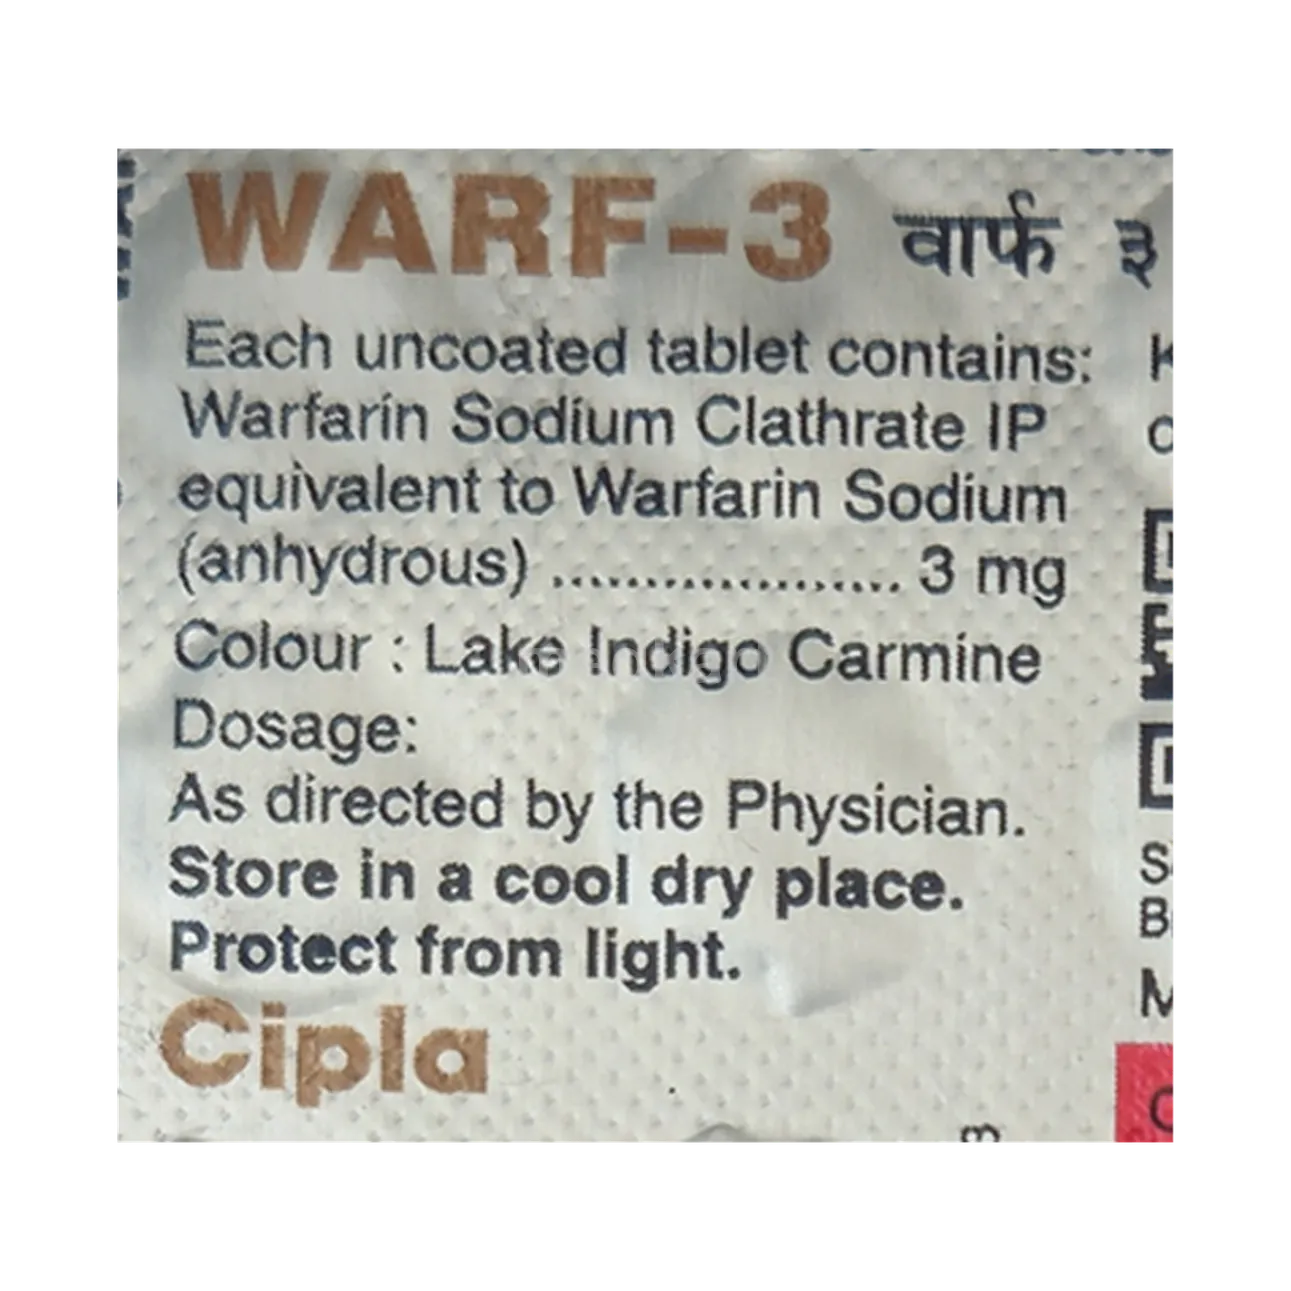 WARF-3 वार्फ ३
Each uncoated tablet contains:
Warfarin Sodium Clathrate IP
equivalent to Warfarin Sodium
(anhydrous) ........................ 3 mg
Colour : Lake Indigo Carmine
Dosage:
As directed by the Physician.
Store in a cool dry place.
Protect from light.
Cipla